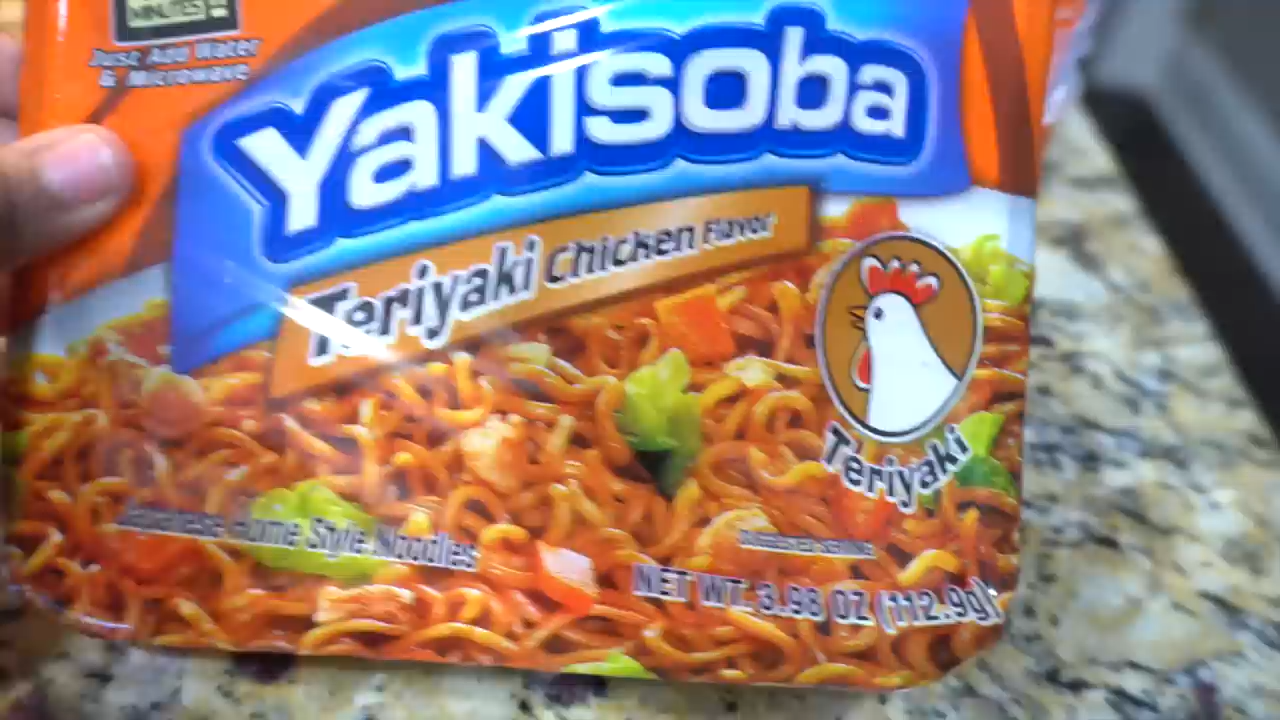 MINUTES
Just Add Water
& Microwave
Yakisoba
Teriyaki Chicken Flavor
Teriyaki
Japanese Home Style Noodles
NET WT. 3.98 OZ (112.9g)